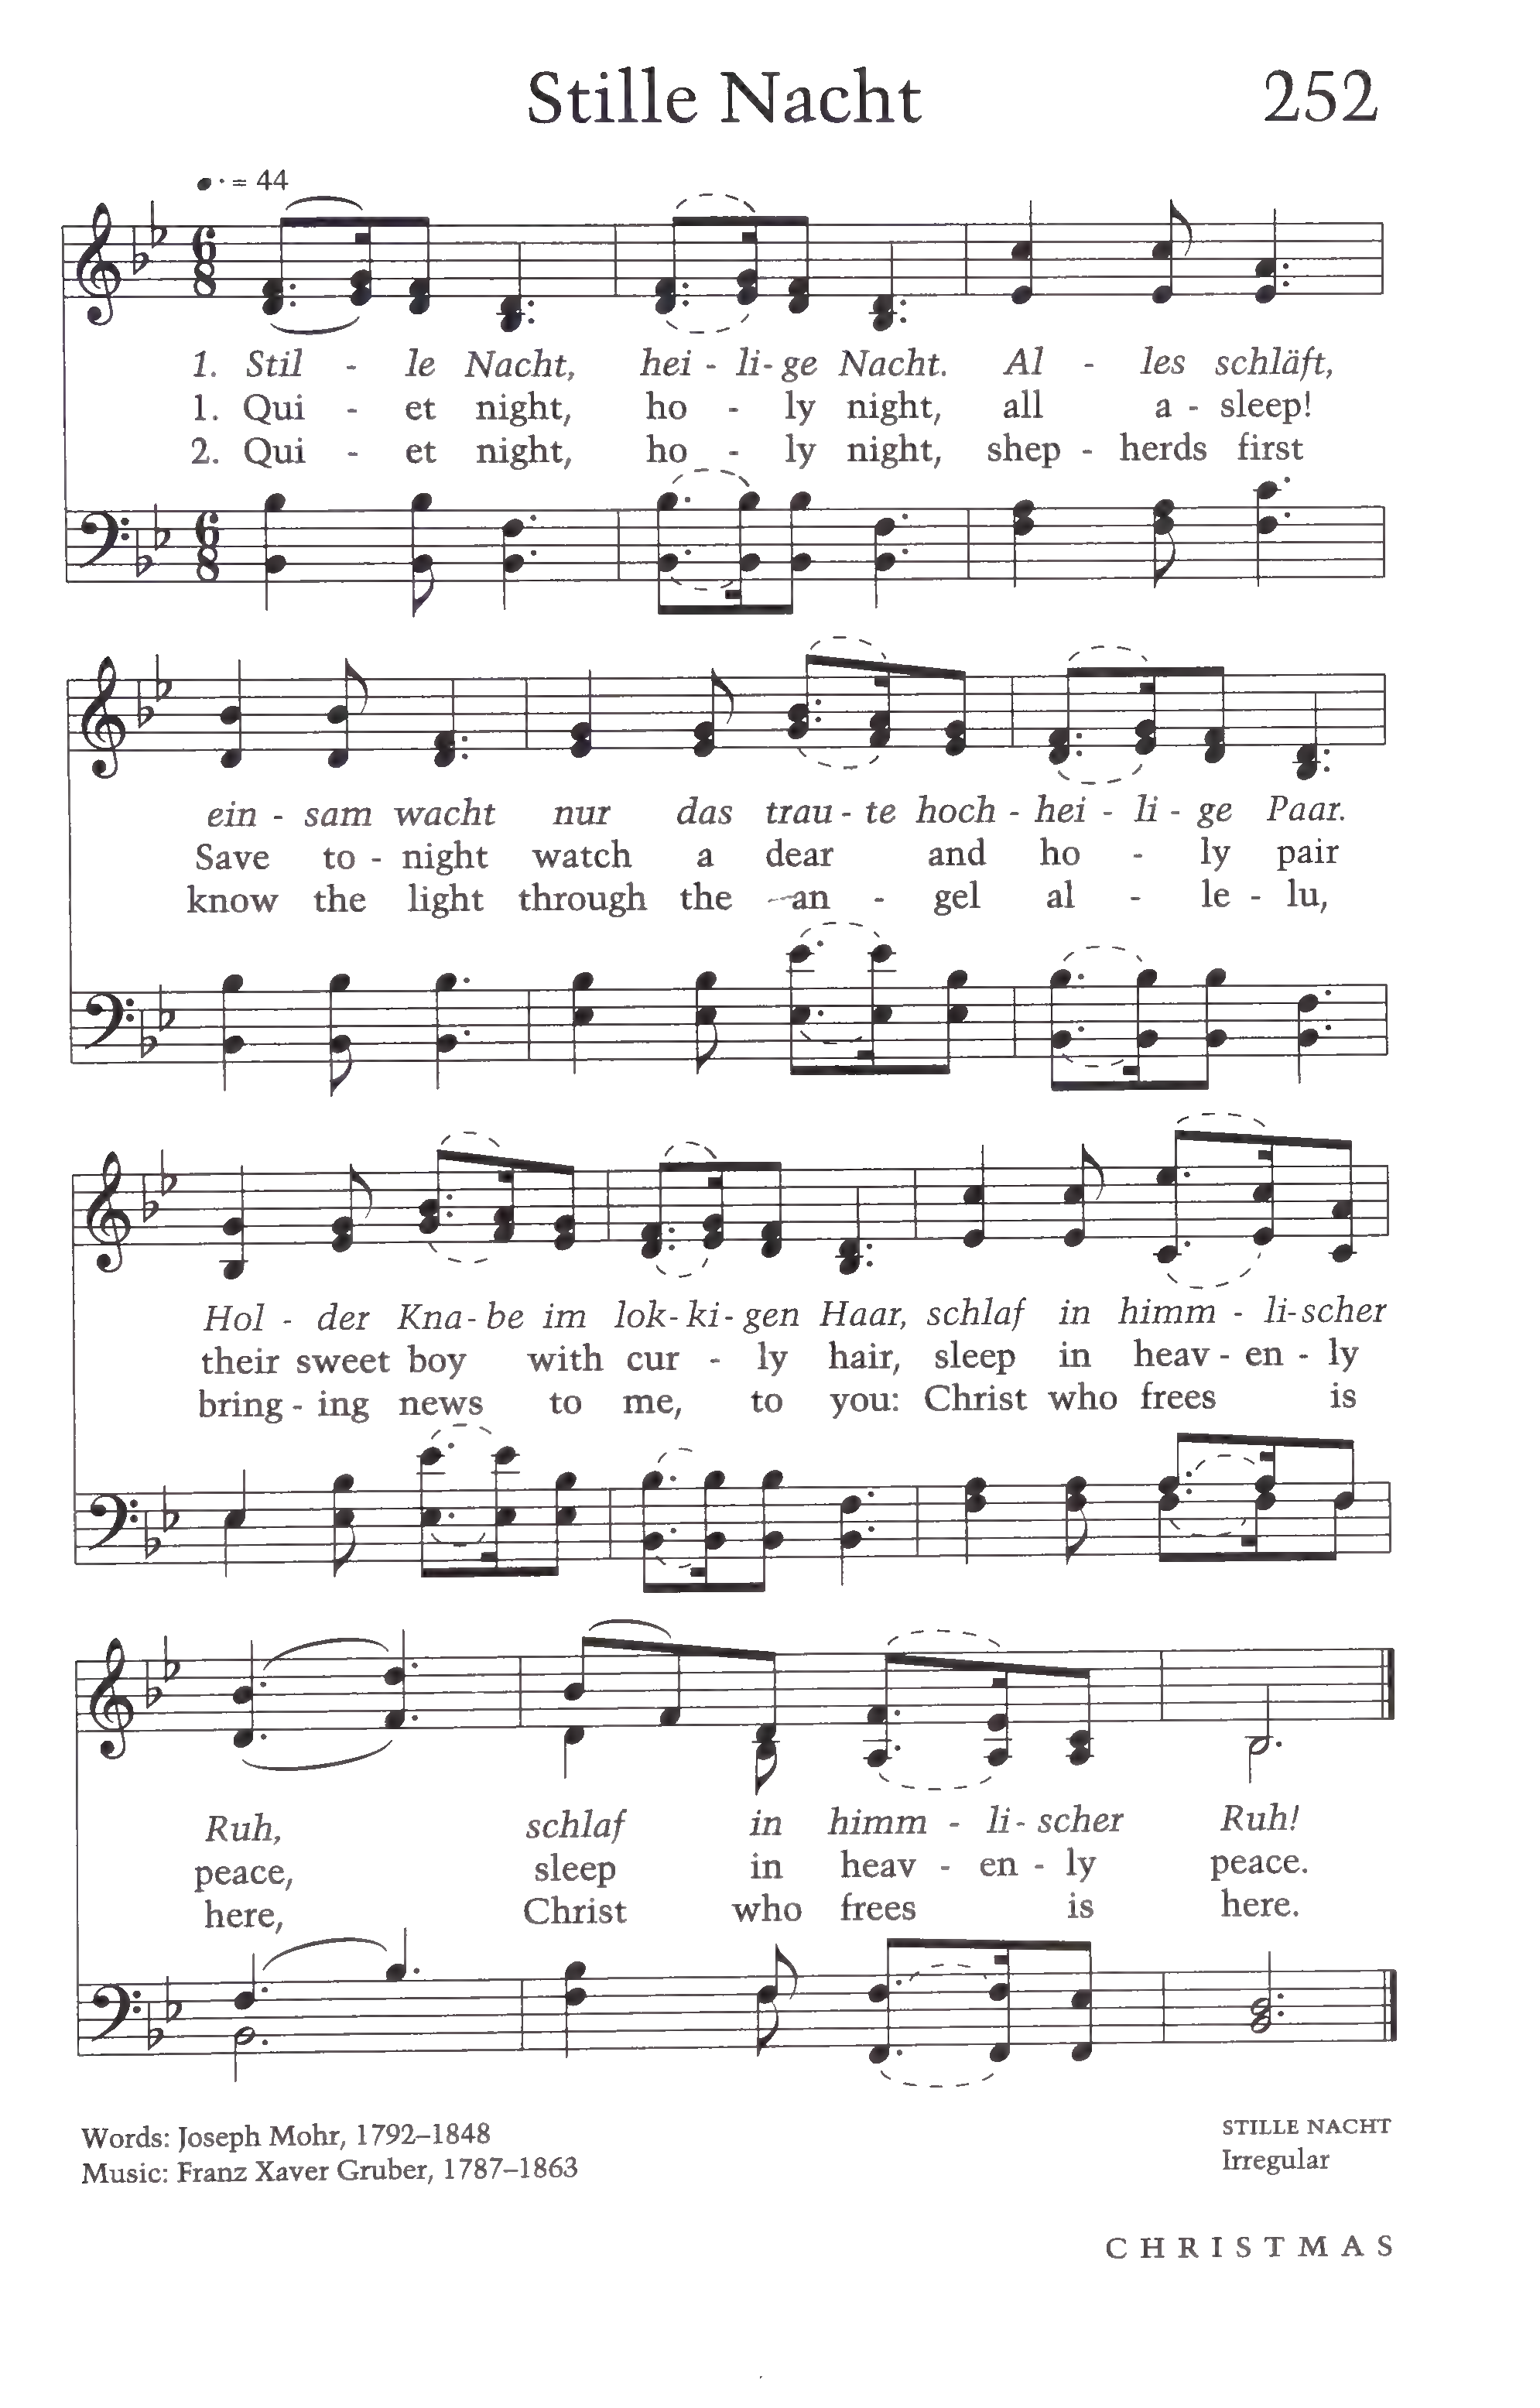 Stille Nacht 252
♩. = 44
1. Stil - le Nacht, hei - li - ge Nacht. Al - les schläft,
1. Qui - et night, ho - ly night, all a - sleep!
2. Qui - et night, ho - ly night, shep - herds first
ein - sam wacht nur das trau - te hoch - hei - li - ge Paar.
Save to - night watch a dear and ho - ly pair
know the light through the an - gel al - le - lu,
Hol - der Kna - be im lok - ki - gen Haar, schlaf in himm - li - scher
their sweet boy with cur - ly hair, sleep in heav - en - ly
bring - ing news to me, to you: Christ who frees is
Ruh, schlaf in himm - li - scher Ruh!
peace, sleep in heav - en - ly peace.
here, Christ who frees is here.
Words: Joseph Mohr, 1792–1848
Music: Franz Xaver Gruber, 1787–1863
STILLE NACHT
Irregular
CHRISTMAS